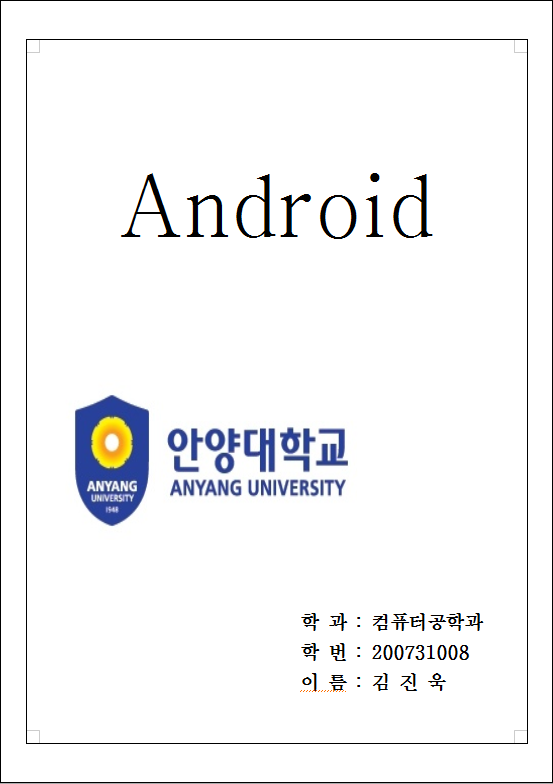 Android
ANYANG
UNIVERSITY
1948
안양대학교
ANYANG UNIVERSITY
학 과 : 컴퓨터공학과
학 번 : 200731008
이 름 : 김 진 욱